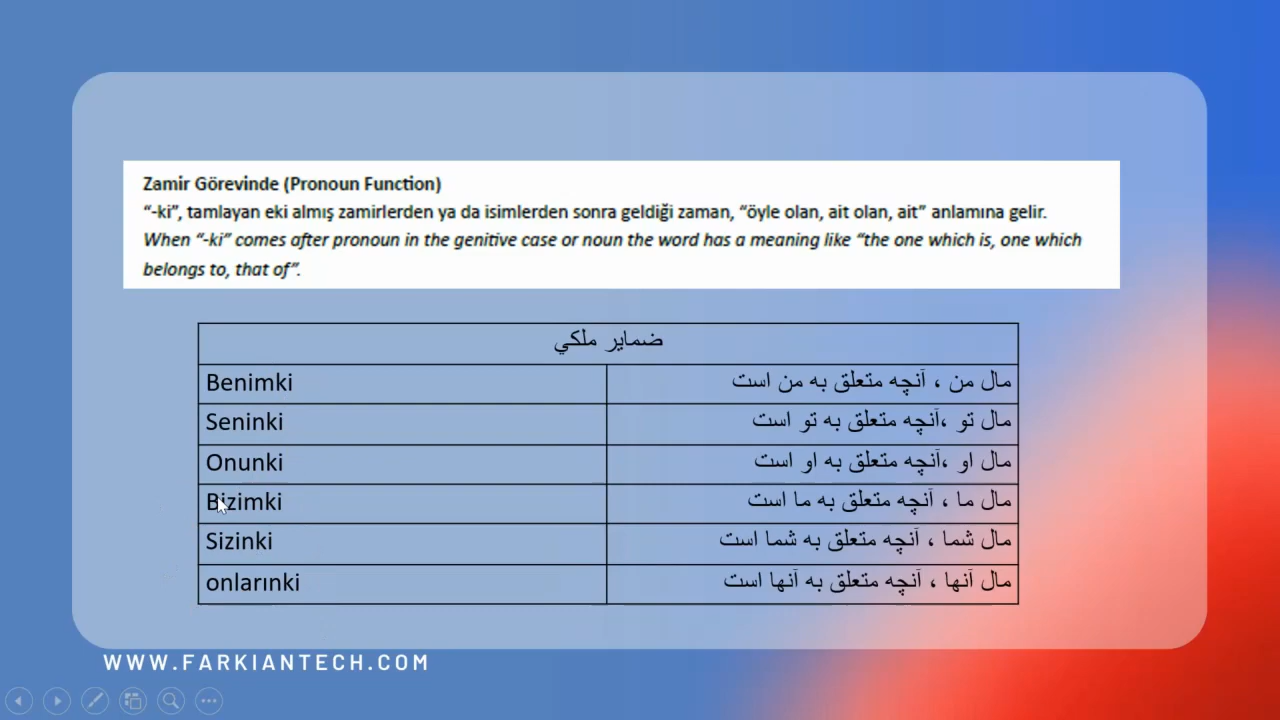 Zamir Görevinde (Pronoun Function)
“-ki”, tamlayan eki almış zamirlerden ya da isimlerden sonra geldiği zaman, “öyle olan, ait olan, ait” anlamına gelir.
When “-ki” comes after pronoun in the genitive case or noun the word has a meaning like “the one which is, one which
belongs to, that of”.
ضمایر ملكي
Benimki
مال من ، آنچه متعلق به من است
Seninki
مال تو ،آنچه متعلق به تو است
Onunki
مال او ،آنچه متعلق به او است
Bizimki
مال ما ، آنچه متعلق به ما است
Sizinki
مال شما ، آنچه متعلق به شما است
onlarınki
مال آنها ، آنچه متعلق به آنها است
WWW.FARKIANTECH.COM